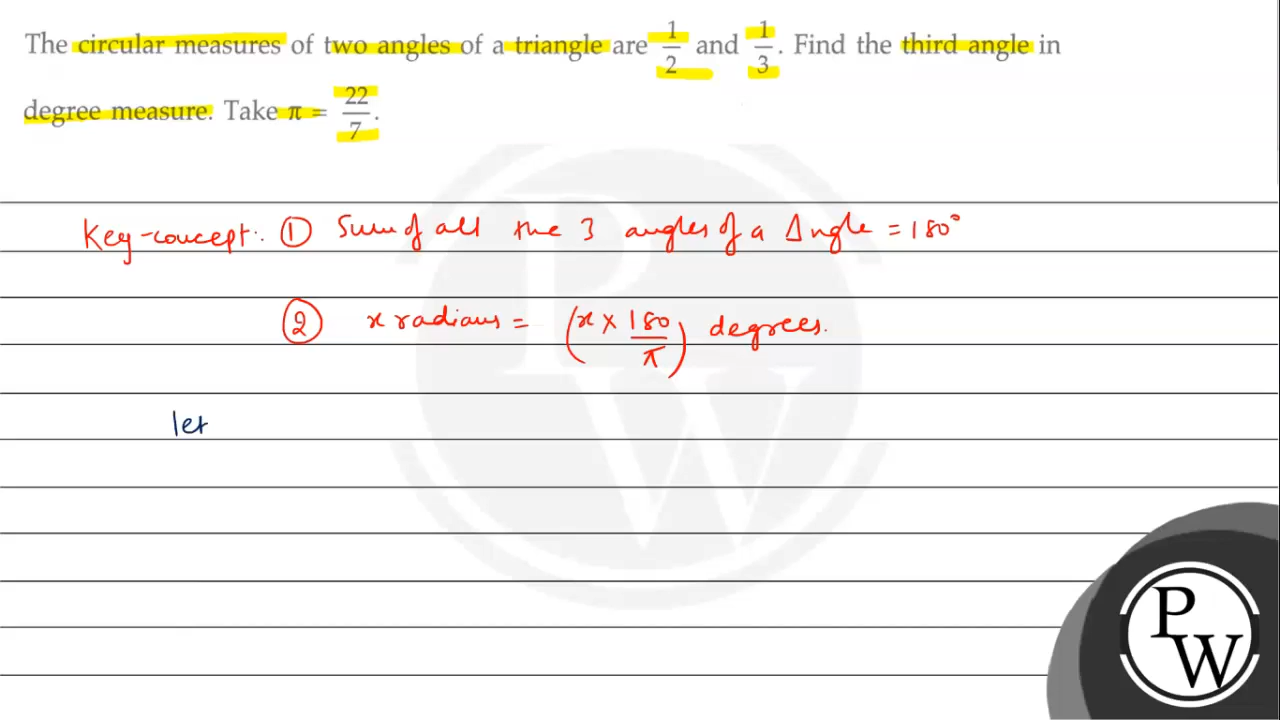 The circular measures of two angles of a triangle are 1/2 and 1/3. Find the third angle in
degree measure. Take π = 22/7.
Key-concept:. ① Sum of all the 3 angles of a Δngle = 180°
② x radians = (x × 180/π) degrees.
let
PW
PW